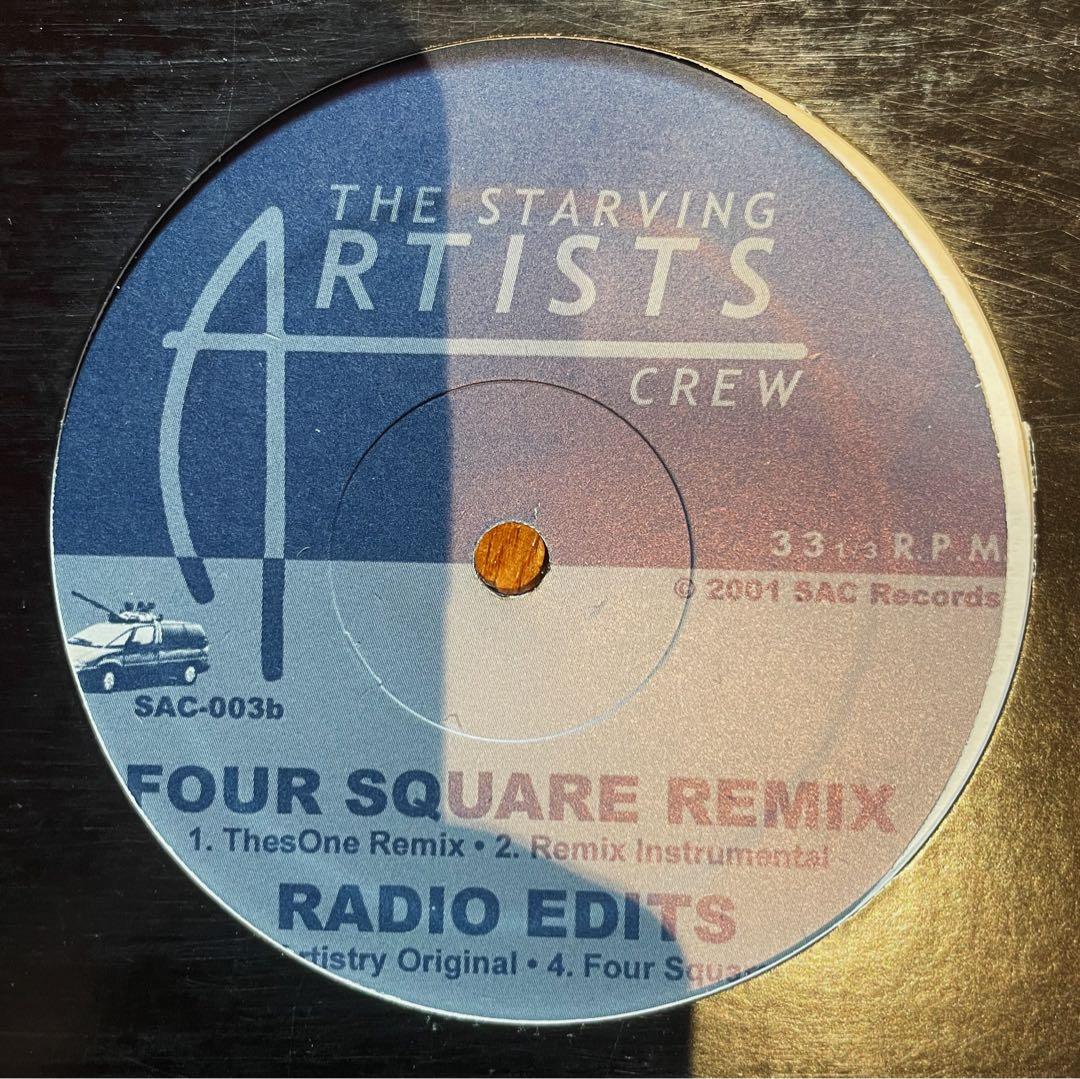 THE STARVING
ARTISTS
CREW
33 1/3 R.P.M
© 2001 SAC Records
SAC-003b
FOUR SQUARE REMIX
1. ThesOne Remix • 2. Remix Instrumental
RADIO EDITS
rtistry Original • 4. Four Squa